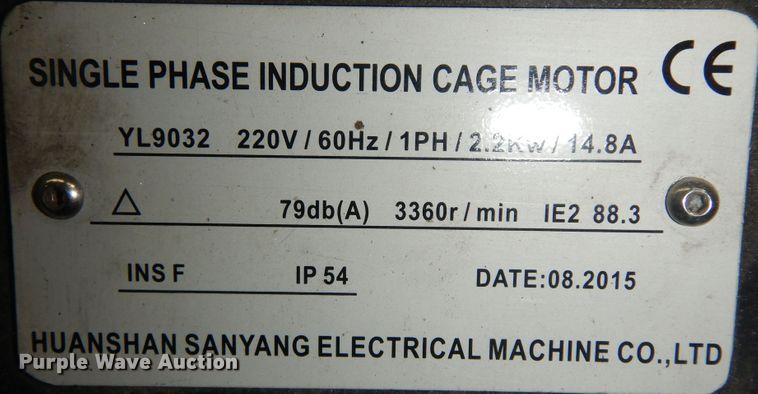 SINGLE PHASE INDUCTION CAGE MOTOR CE
YL9032 220V / 60Hz / 1PH / 2.2KW / 14.8A
△ 79db(A) 3360r / min IE2 88.3
INS F IP 54 DATE:08.2015
HUANSHAN SANYANG ELECTRICAL MACHINE CO.,LTD
Purple Wave Auction